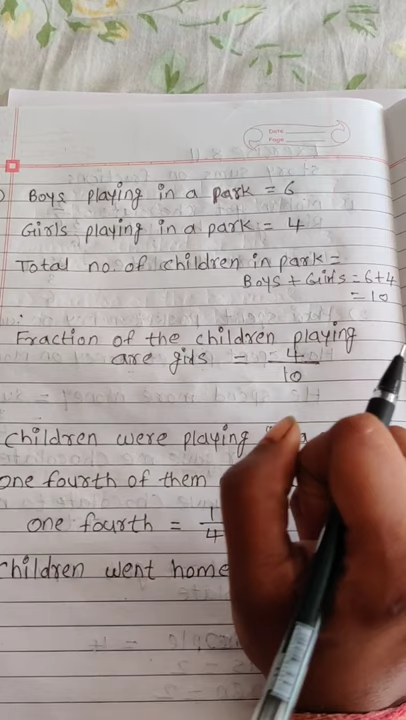 Date
Page
Boys playing in a park = 6
Girls playing in a park = 4
Total no of children in park =
Boys + Girls = 6+4
= 10
Fraction of the children playing
are girls = 4/10
children were playing
one fourth of them
one fourth = 1/4
children went home